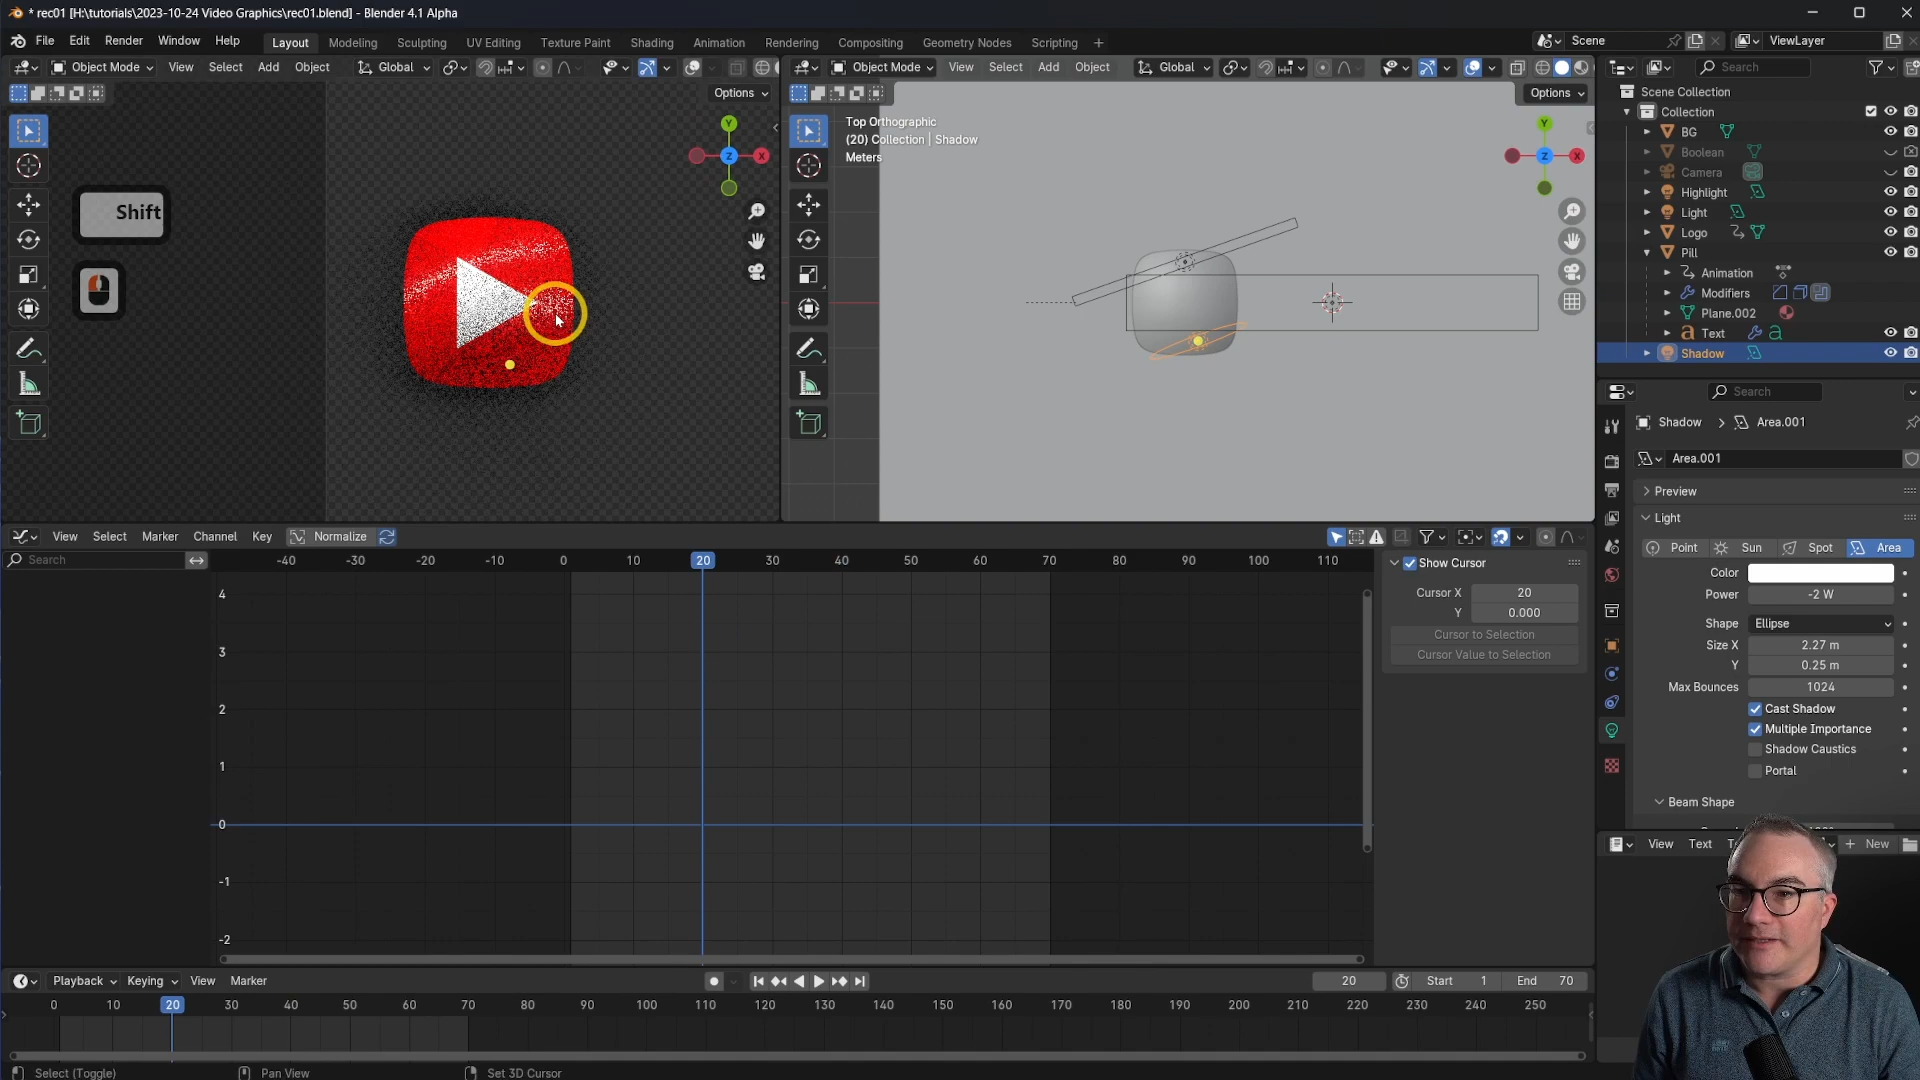 * rec01 [H:\tutorials\2023-10-24 Video Graphics\rec01.blend] - Blender 4.1 Alpha
File Edit Render Window Help Layout Modeling Sculpting UV Editing Texture Paint Shading Animation Rendering Compositing Geometry Nodes Scripting + Scene ViewLayer
Object Mode View Select Add Object Global Object Mode View Select Add Object Global Search
Options Options
Scene Collection
Collection
BG
Boolean
Camera
Highlight
Light
Logo
Pill
Animation
Modifiers
Plane.002
Text
Shadow
Top Orthographic
(20) Collection | Shadow
Meters
Y
X
Z
Y
X
Z
Shift
Search
Shadow > Area.001
Area.001
Preview
Light
Point Sun Spot Area
Color
Power -2 W
Shape Ellipse
Size X 2.27 m
Y 0.25 m
Max Bounces 1024
Cast Shadow
Multiple Importance
Shadow Caustics
Portal
Beam Shape
View Text New
View Select Marker Channel Key Normalize
Search
-40 -30 -20 -10 0 10 20 30 40 50 60 70 80 90 100 110
4
3
2
1
0
-1
-2
Show Cursor
Cursor X 20
Y 0.000
Cursor to Selection
Cursor Value to Selection
Playback Keying View Marker 20 Start 1 End 70
0 10 20 30 40 50 60 70 80 90 100 110 120 130 140 150 160 170 180 190 200 210 220 230 240 250
Select (Toggle) Pan View Set 3D Cursor